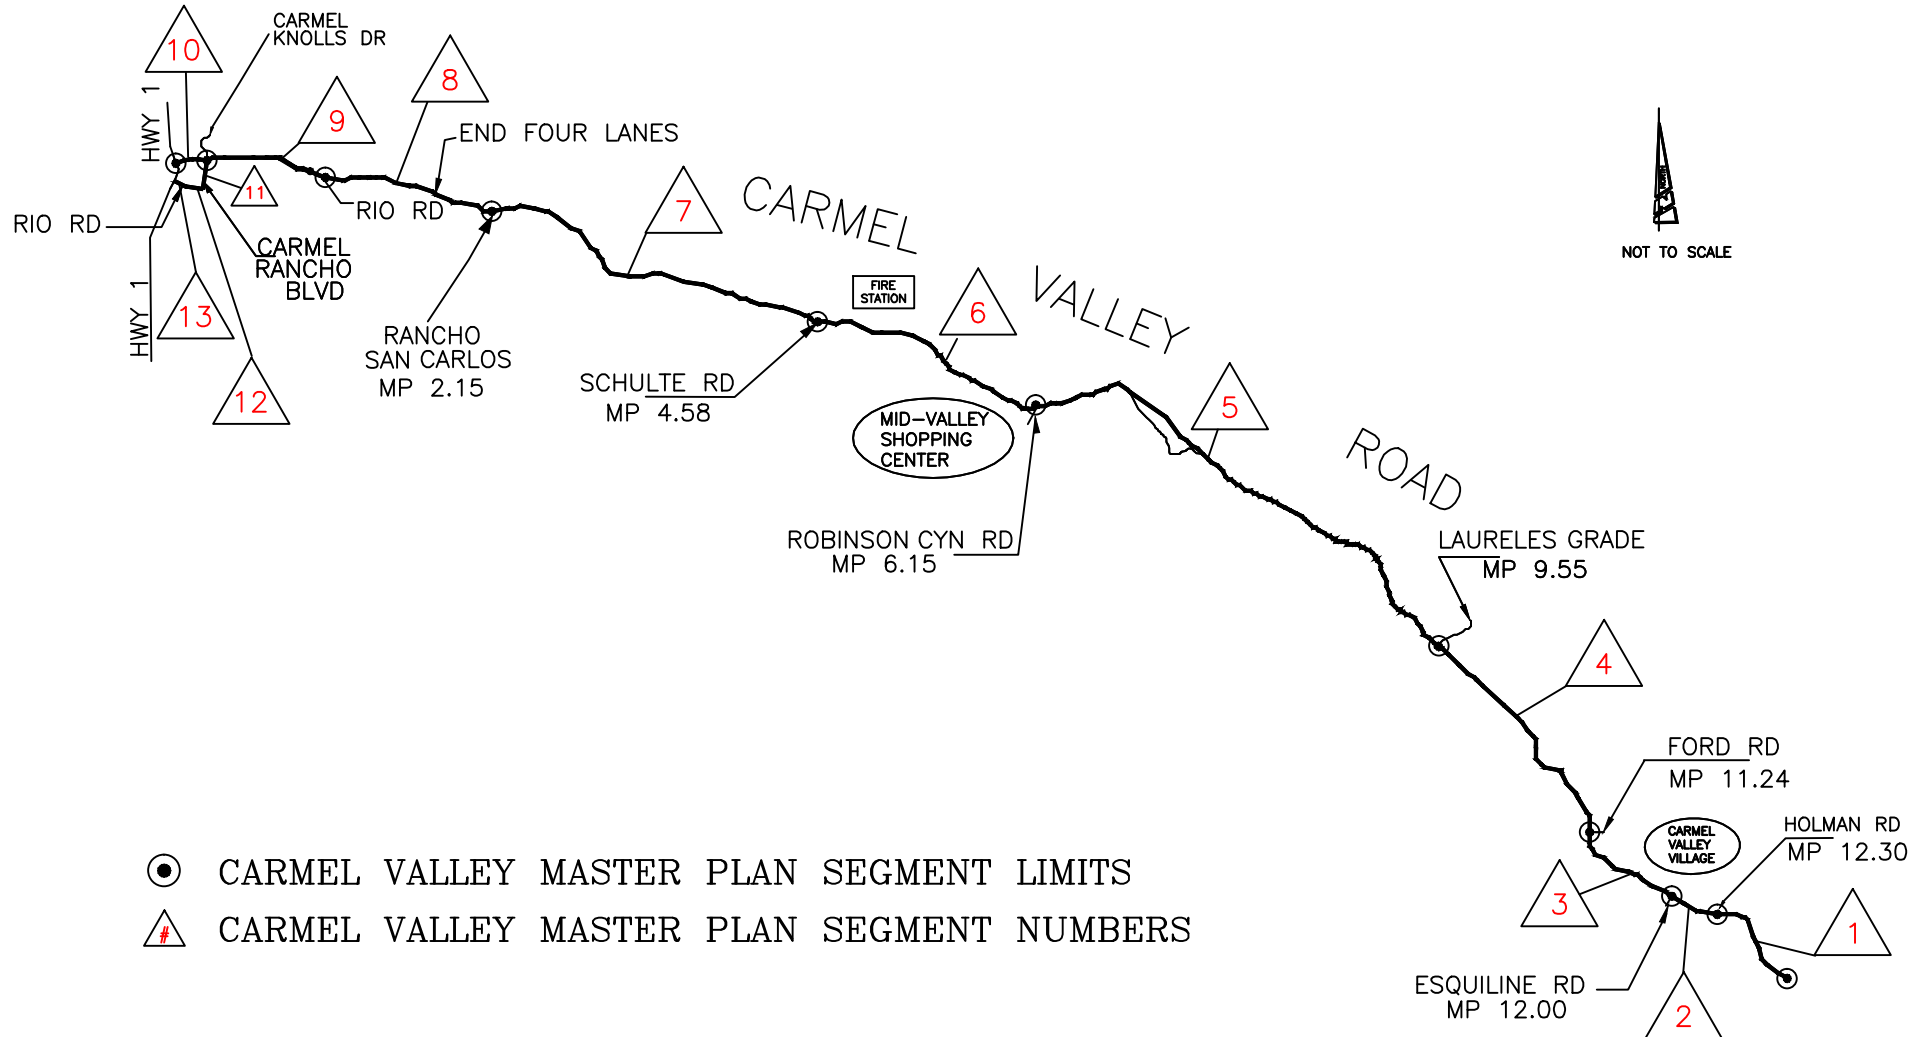 CARMEL
KNOLLS DR
10
8
9
HWY 1
END FOUR LANES
11
RIO RD
RIO RD
CARMEL
RANCHO
BLVD
HWY 1
13
12
7
CARMEL
VALLEY
ROAD
NORTH
NOT TO SCALE
FIRE
STATION
6
RANCHO
SAN CARLOS
MP 2.15
SCHULTE RD
MP 4.58
MID-VALLEY
SHOPPING
CENTER
5
ROBINSON CYN RD
MP 6.15
LAURELES GRADE
MP 9.55
4
FORD RD
MP 11.24
CARMEL
VALLEY
VILLAGE
HOLMAN RD
MP 12.30
3
1
ESQUILINE RD
MP 12.00
2
CARMEL VALLEY MASTER PLAN SEGMENT LIMITS
# CARMEL VALLEY MASTER PLAN SEGMENT NUMBERS